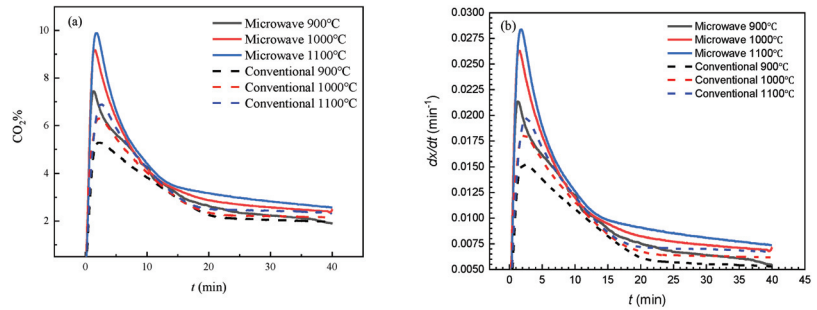 (a)
Microwave 900℃
Microwave 1000℃
Microwave 1100℃
Conventional 900℃
Conventional 1000℃
Conventional 1100℃
10
8
6
4
2
CO₂%
0
10
20
30
40
t (min)
(b)
Microwave 900℃
Microwave 1000℃
Microwave 1100℃
Conventional 900℃
Conventional 1000℃
Conventional 1100℃
0.0300
0.0275
0.0250
0.0225
0.0200
0.0175
0.0150
0.0125
0.0100
0.0075
0.0050
dx/dt (min⁻¹)
0
5
10
15
20
25
30
35
40
45
t (min)